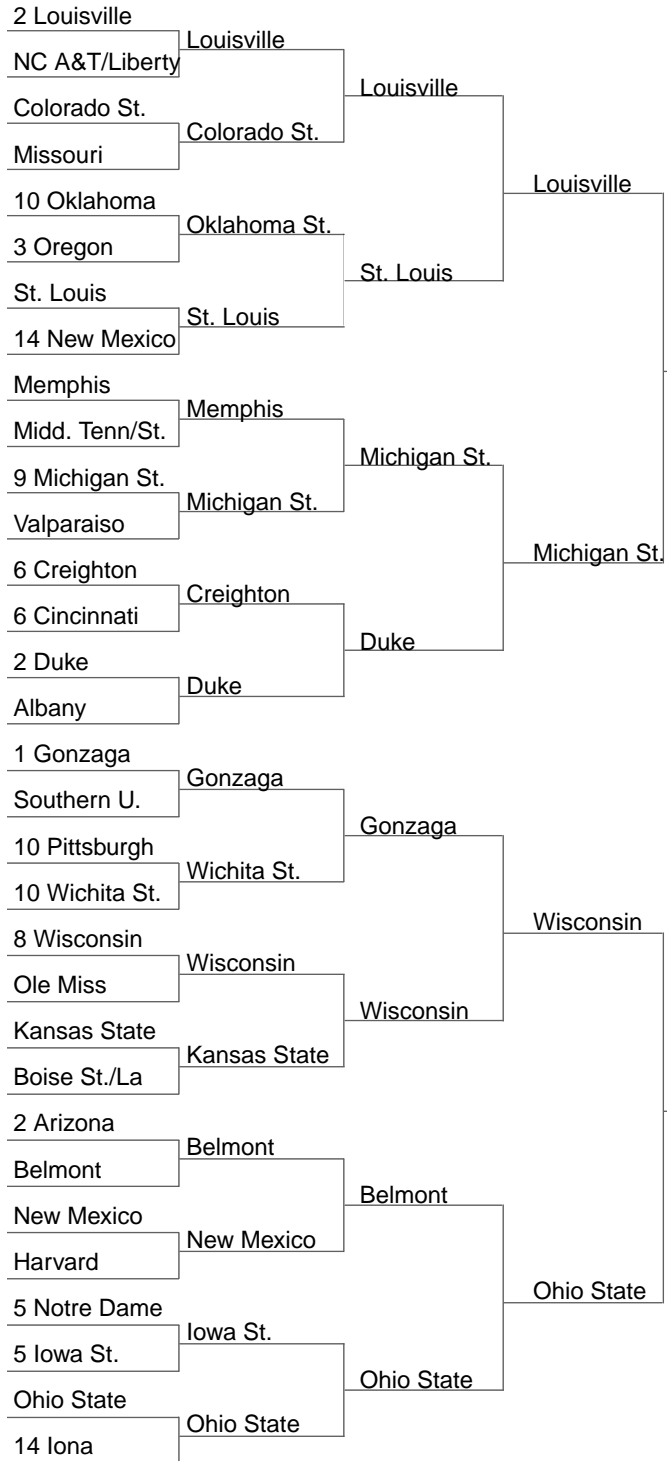 2 Louisville
NC A&T/Liberty
Colorado St.
Missouri
10 Oklahoma
3 Oregon
St. Louis
14 New Mexico
Memphis
Midd. Tenn/St.
9 Michigan St.
Valparaiso
6 Creighton
6 Cincinnati
2 Duke
Albany
1 Gonzaga
Southern U.
10 Pittsburgh
10 Wichita St.
8 Wisconsin
Ole Miss
Kansas State
Boise St./La
2 Arizona
Belmont
New Mexico
Harvard
5 Notre Dame
5 Iowa St.
Ohio State
14 Iona
Louisville
Colorado St.
Oklahoma St.
St. Louis
Memphis
Michigan St.
Creighton
Duke
Gonzaga
Wichita St.
Wisconsin
Kansas State
Belmont
New Mexico
Iowa St.
Ohio State
Louisville
St. Louis
Michigan St.
Duke
Gonzaga
Wisconsin
Belmont
Ohio State
Louisville
Michigan St.
Wisconsin
Ohio State